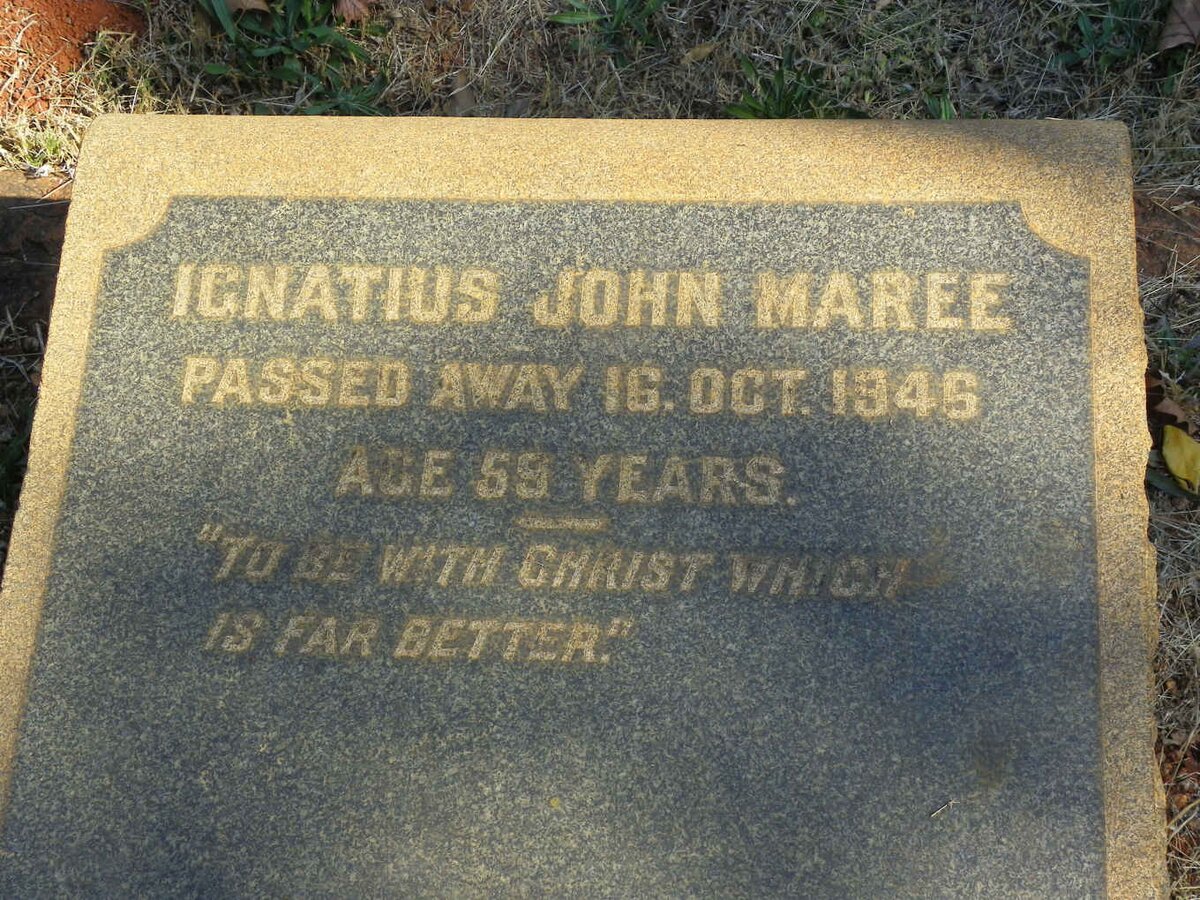 IGNATIUS JOHN MAREE
PASSED AWAY 16. OCT. 1946
AGE 59 YEARS.
"TO BE WITH CHRIST WHICH
IS FAR BETTER."